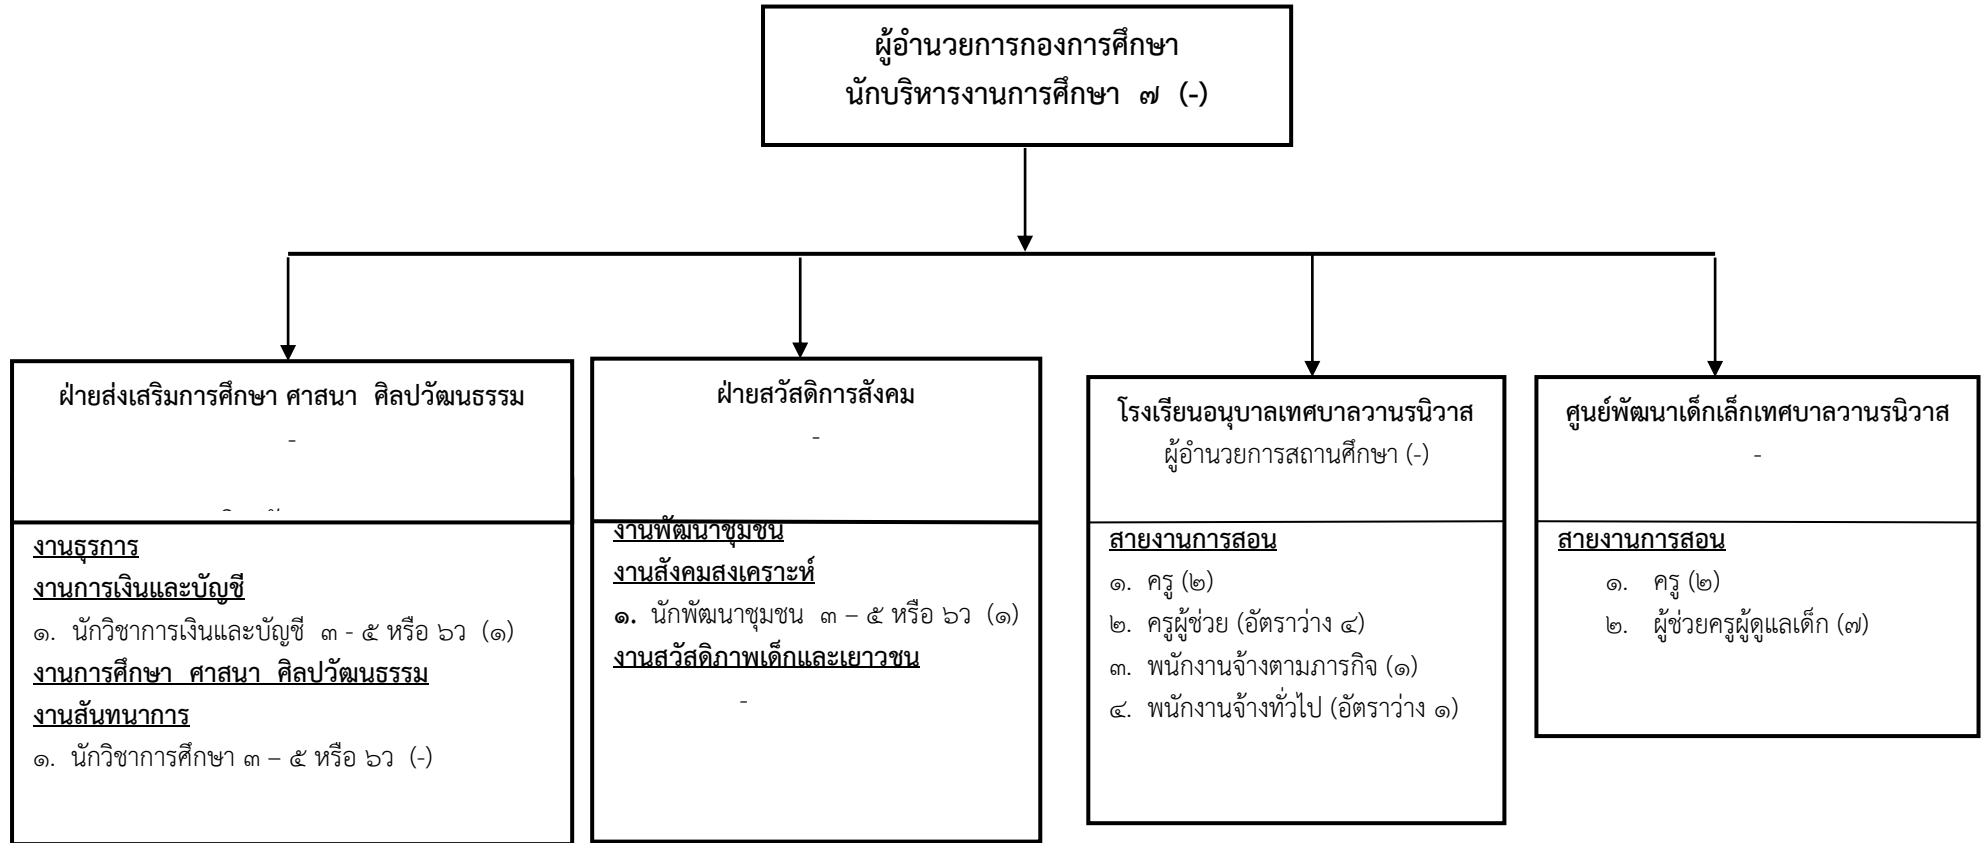 ผู้อำนวยการกองการศึกษา
นักบริหารงานการศึกษา ๗ (-)
ฝ่ายส่งเสริมการศึกษา ศาสนา ศิลปวัฒนธรรม
-
งานธุรการ
งานการเงินและบัญชี
๑. นักวิชาการเงินและบัญชี ๓ - ๕ หรือ ๖ว (๑)
งานการศึกษา ศาสนา ศิลปวัฒนธรรม
งานสันทนาการ
๑. นักวิชาการศึกษา ๓ – ๕ หรือ ๖ว (-)
ฝ่ายสวัสดิการสังคม
-
งานพัฒนาชุมชน
งานสังคมสงเคราะห์
๑. นักพัฒนาชุมชน ๓ – ๕ หรือ ๖ว (๑)
งานสวัสดิภาพเด็กและเยาวชน
-
โรงเรียนอนุบาลเทศบาลวานรนิวาส
ผู้อำนวยการสถานศึกษา (-)
สายงานการสอน
๑. ครู (๒)
๒. ครูผู้ช่วย (อัตราว่าง ๔)
๓. พนักงานจ้างตามภารกิจ (๑)
๔. พนักงานจ้างทั่วไป (อัตราว่าง ๑)
ศูนย์พัฒนาเด็กเล็กเทศบาลวานรนิวาส
-
สายงานการสอน
๑. ครู (๒)
๒. ผู้ช่วยครูผู้ดูแลเด็ก (๗)